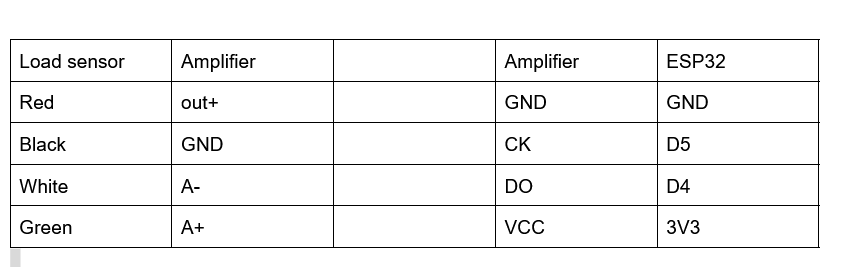 Load sensor Amplifier Amplifier ESP32
Red out+ GND GND
Black GND CK D5
White A- DO D4
Green A+ VCC 3V3